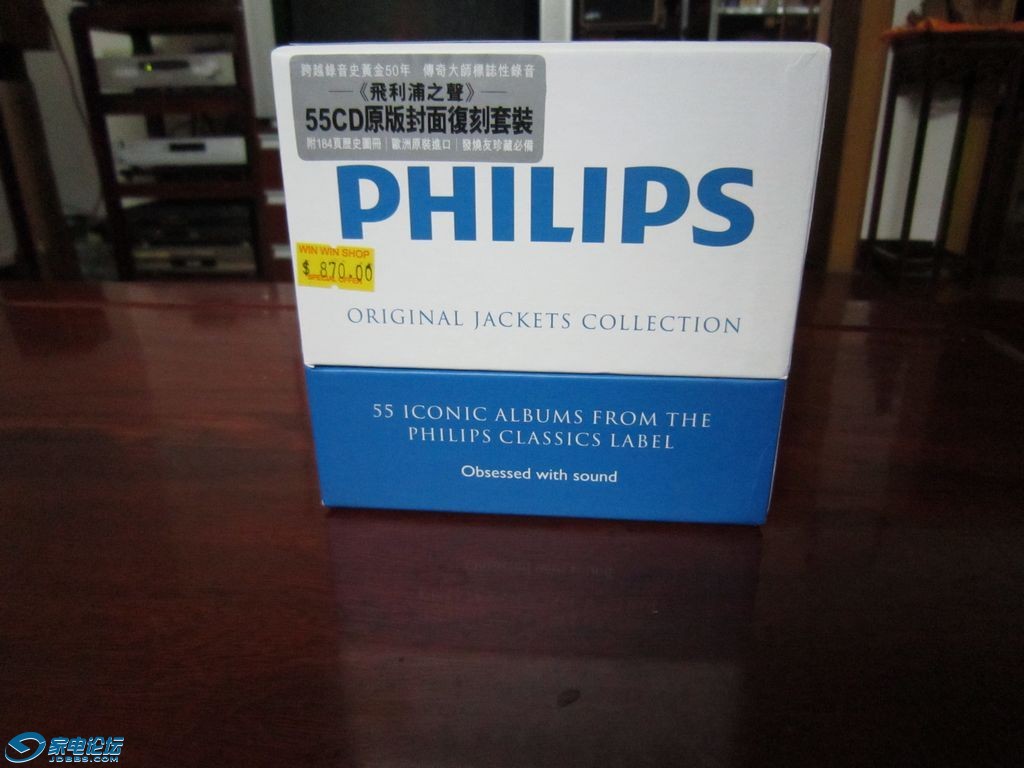 跨越錄音史黃金50年 傳奇大師標誌性錄音
《飛利浦之聲》
55CD原版封面復刻套裝
附184頁歷史圖冊｜歐洲原裝進口｜發燒友珍藏必備
PHILIPS
WIN WIN SHOP
$ 870.00
SPECIAL OFFER
ORIGINAL JACKETS COLLECTION
55 ICONIC ALBUMS FROM THE
PHILIPS CLASSICS LABEL
Obsessed with sound
家电论坛
JDBBS.COM